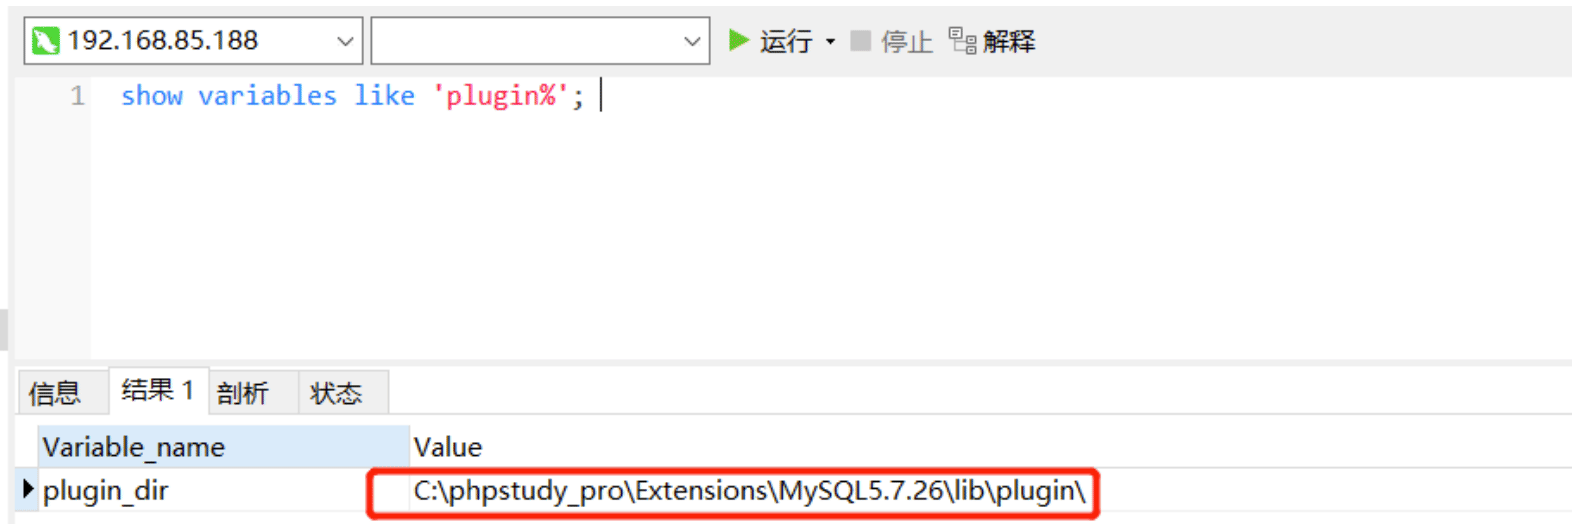 192.168.85.188 运行 停止 解释
1 show variables like 'plugin%';
信息 结果 1 剖析 状态
Variable_name Value
plugin_dir C:\phpstudy_pro\Extensions\MySQL5.7.26\lib\plugin\